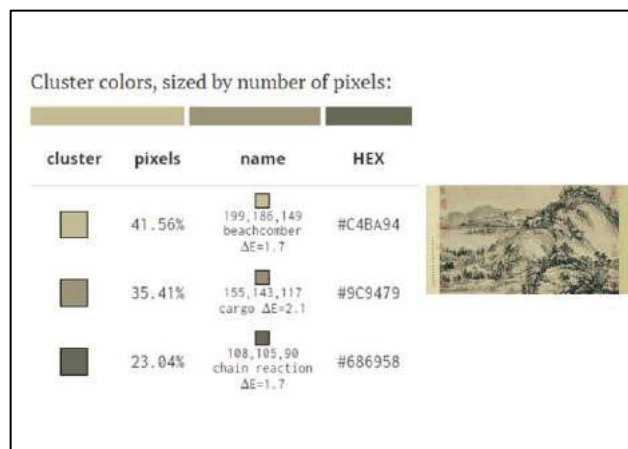 Cluster colors, sized by number of pixels:
cluster pixels name HEX
41.56% 199,186,149 #C4BA94
beachcomber
ΔE=1.7
35.41% 155,143,117 #9C9479
cargo ΔE=2.1
23.04% 108,105,90 #686958
chain reaction
ΔE=1.7